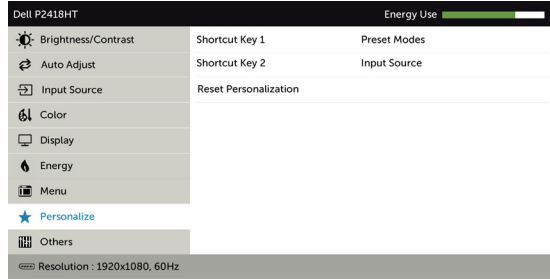 Dell P2418HT Energy Use
Brightness/Contrast Shortcut Key 1 Preset Modes
Auto Adjust Shortcut Key 2 Input Source
Input Source Reset Personalization
Color
Display
Energy
Menu
Personalize
Others
Resolution : 1920x1080, 60Hz